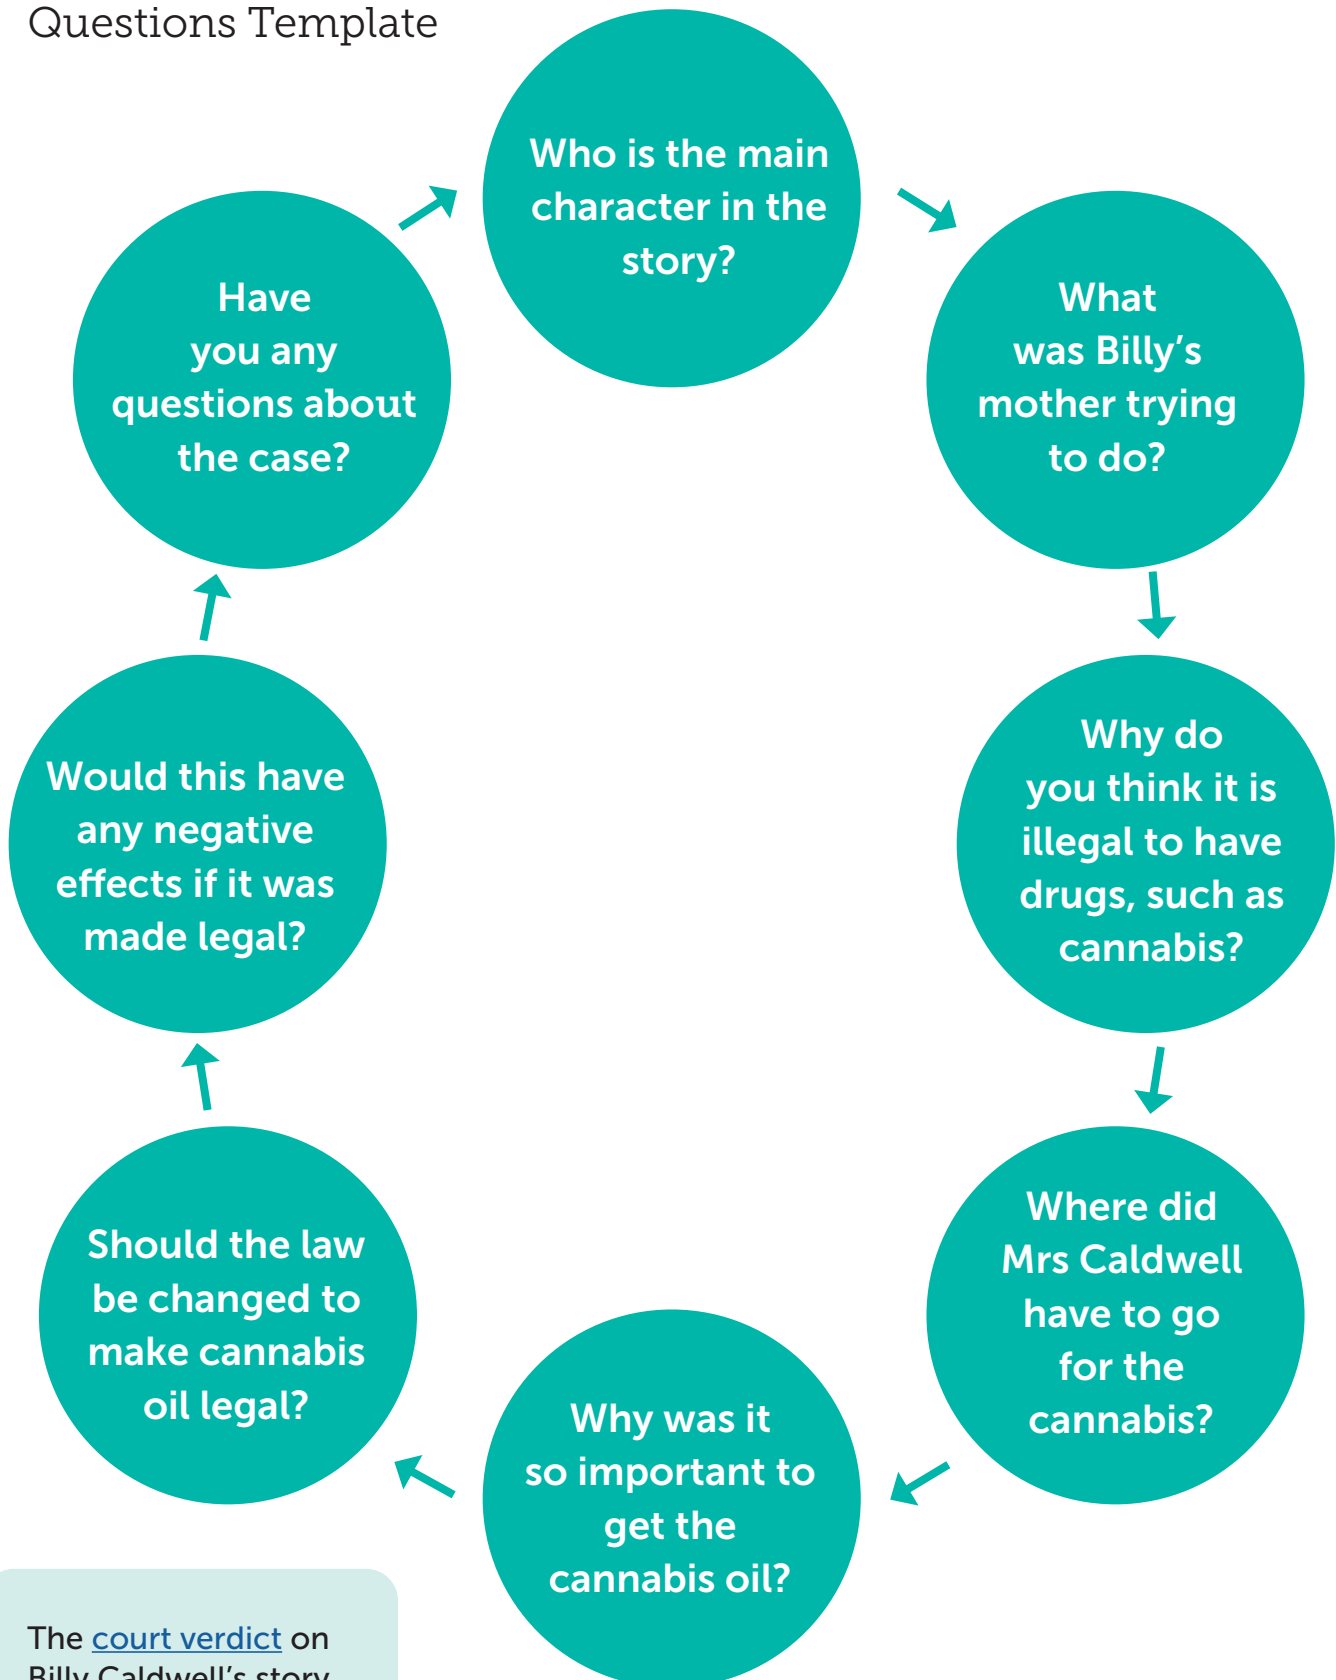 Questions Template
Who is the main
character in the
story?
What
was Billy's
mother trying
to do?
Why do
you think it is
illegal to have
drugs, such as
cannabis?
Where did
Mrs Caldwell
have to go
for the
cannabis?
Why was it
so important to
get the
cannabis oil?
Should the law
be changed to
make cannabis
oil legal?
Would this have
any negative
effects if it was
made legal?
Have
you any
questions about
the case?
The court verdict on
Billy Caldwell's story